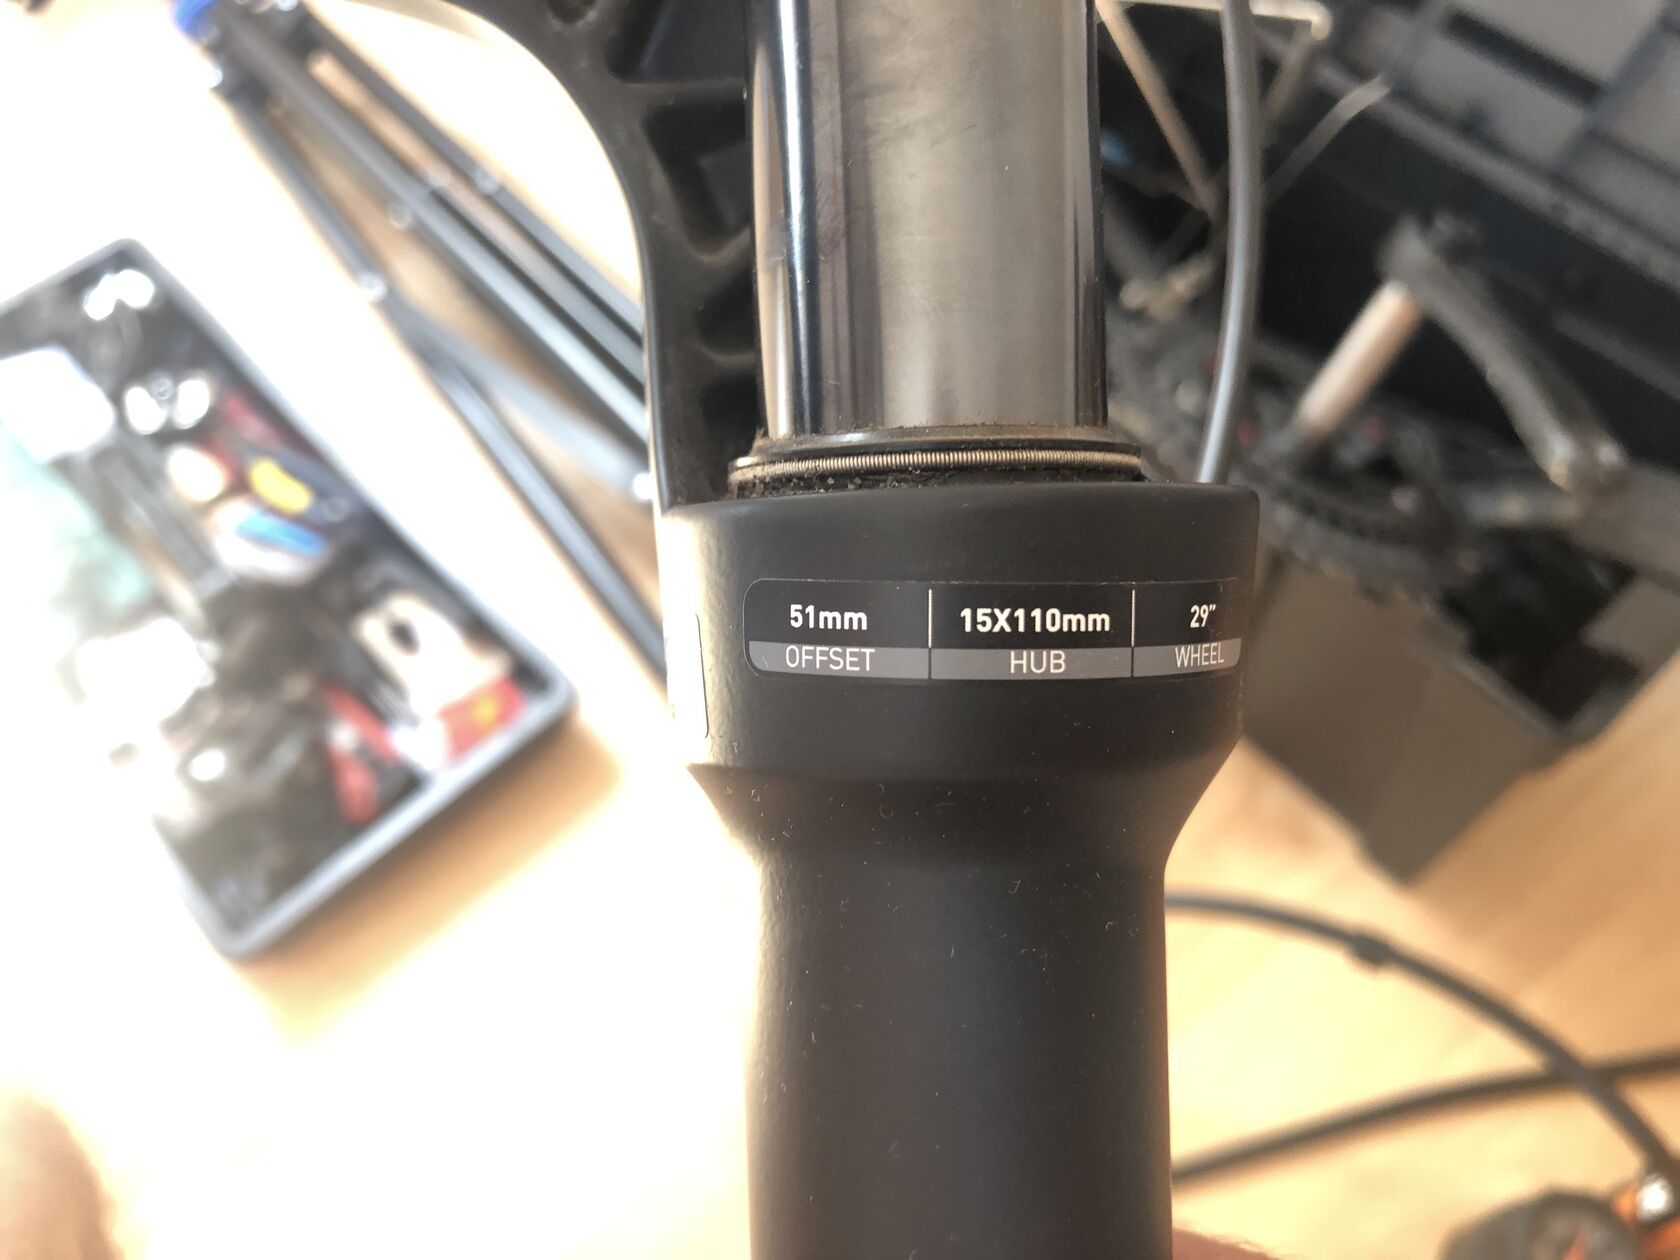 51mm 15X110mm 29"
OFFSET HUB WHEEL